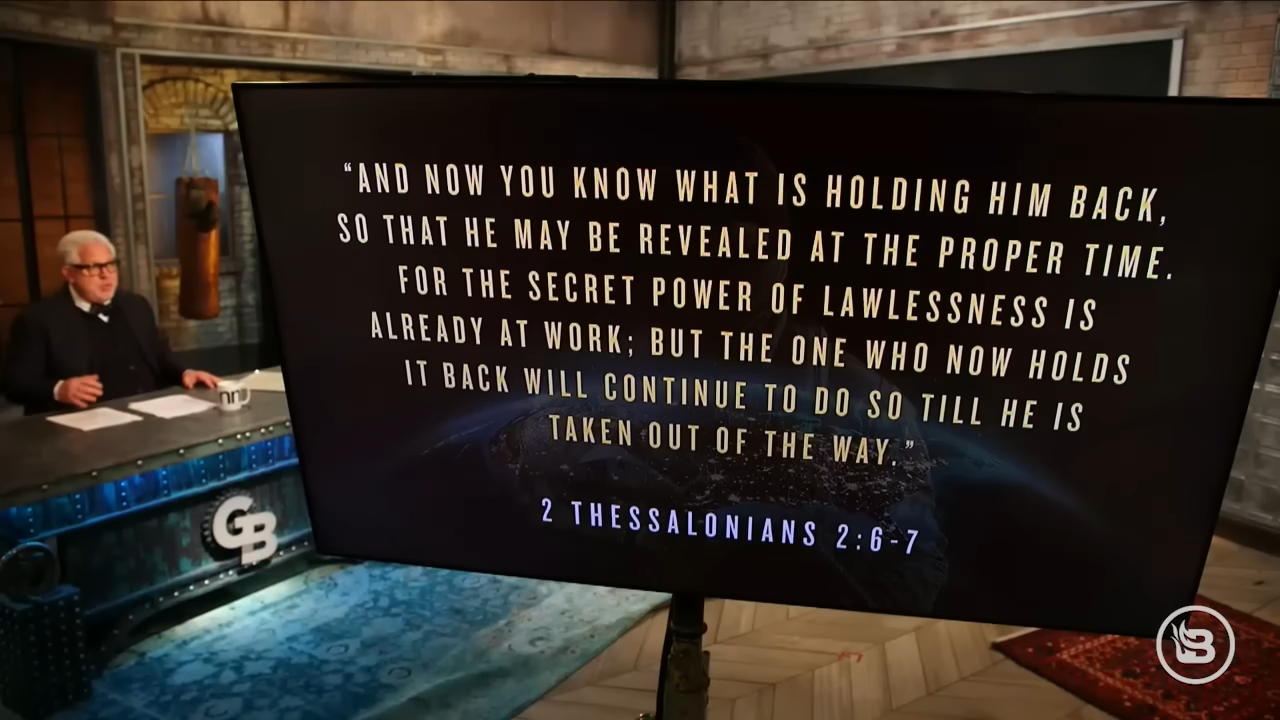 “AND NOW YOU KNOW WHAT IS HOLDING HIM BACK,
SO THAT HE MAY BE REVEALED AT THE PROPER TIME.
FOR THE SECRET POWER OF LAWLESSNESS IS
ALREADY AT WORK; BUT THE ONE WHO NOW HOLDS
IT BACK WILL CONTINUE TO DO SO TILL HE IS
TAKEN OUT OF THE WAY.”
2 THESSALONIANS 2:6-7
GB
B